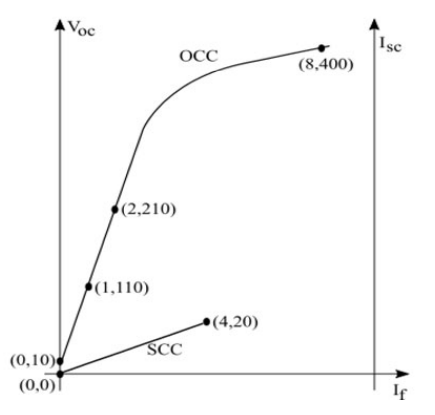 Voc
Isc
OCC
(8,400)
(2,210)
(1,110)
(4,20)
SCC
(0,10)
(0,0)
If